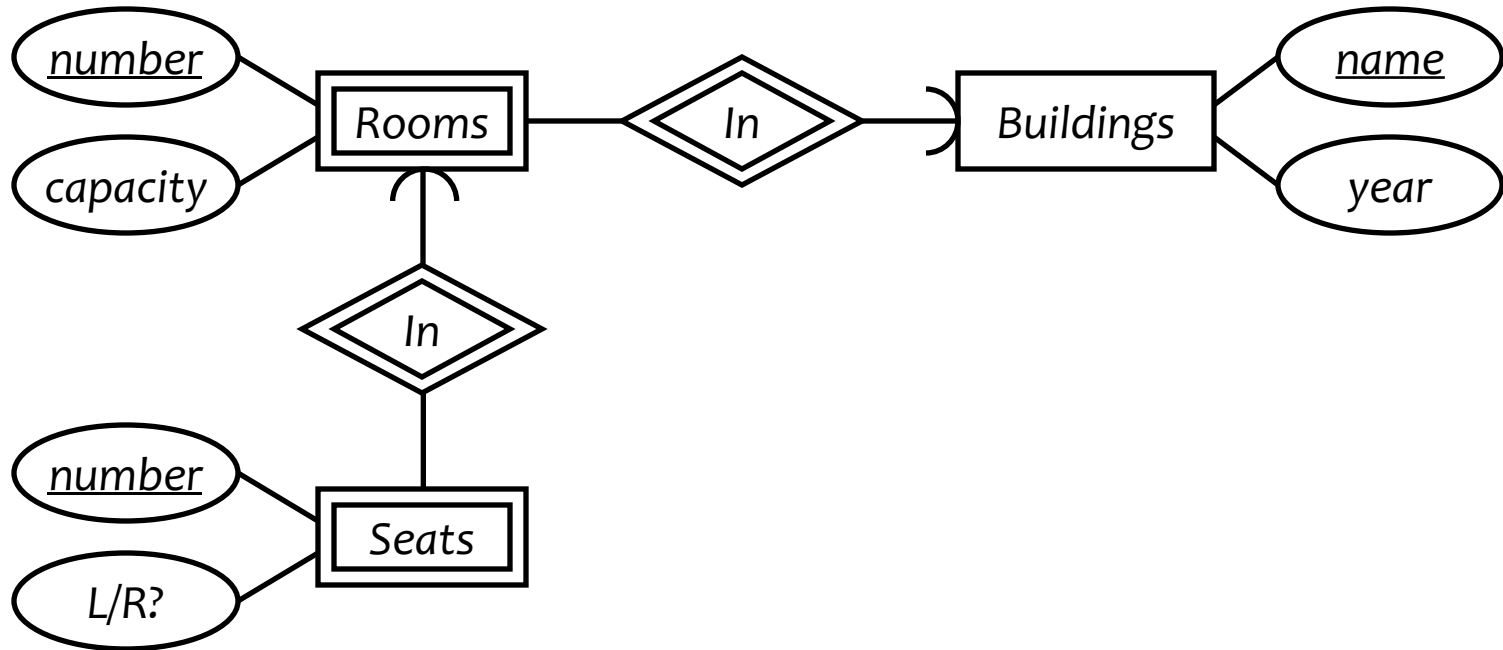 number
name
Rooms
In
Buildings
capacity
year
In
number
Seats
L/R?